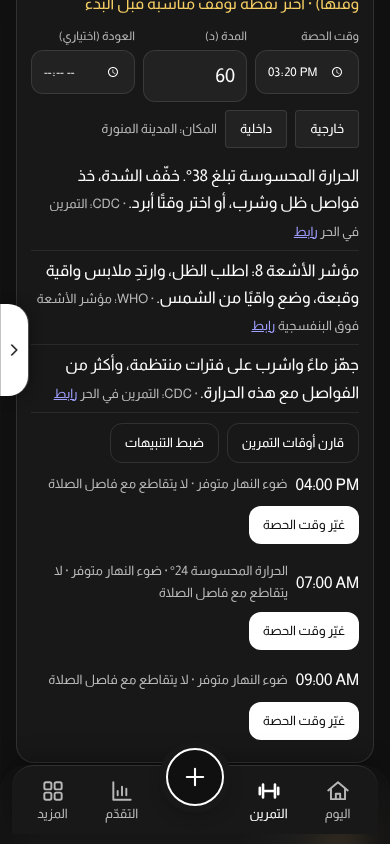 وقتها) · اختر نقطة توقف مناسبة قبل البدء
وقت الحصة
المدة (د)
العودة (اختياري)
03:20 PM
60
--:-- --
خارجية
داخلية
المكان: المدينة المنورة
الحرارة المحسوسة تبلغ 38°. خفّف الشدة، خذ
فواصل ظل وشرب، أو اختر وقتًا أبرد. · CDC: التمرين
في الحر رابط
مؤشر الأشعة 8: اطلب الظل، وارتدِ ملابس واقية
وقبعة، وضع واقيًا من الشمس. · WHO: مؤشر الأشعة
فوق البنفسجية رابط
جهّز ماءً واشرب على فترات منتظمة، وأكثر من
الفواصل مع هذه الحرارة. · CDC: التمرين في الحر رابط
قارن أوقات التمرين
ضبط التنبيهات
04:00 PM ضوء النهار متوفر · لا يتقاطع مع فاصل الصلاة
غيّر وقت الحصة
07:00 AM الحرارة المحسوسة 24° · ضوء النهار متوفر · لا
يتقاطع مع فاصل الصلاة
غيّر وقت الحصة
09:00 AM ضوء النهار متوفر · لا يتقاطع مع فاصل الصلاة
غيّر وقت الحصة
اليوم
التمرين
التقدّم
المزيد